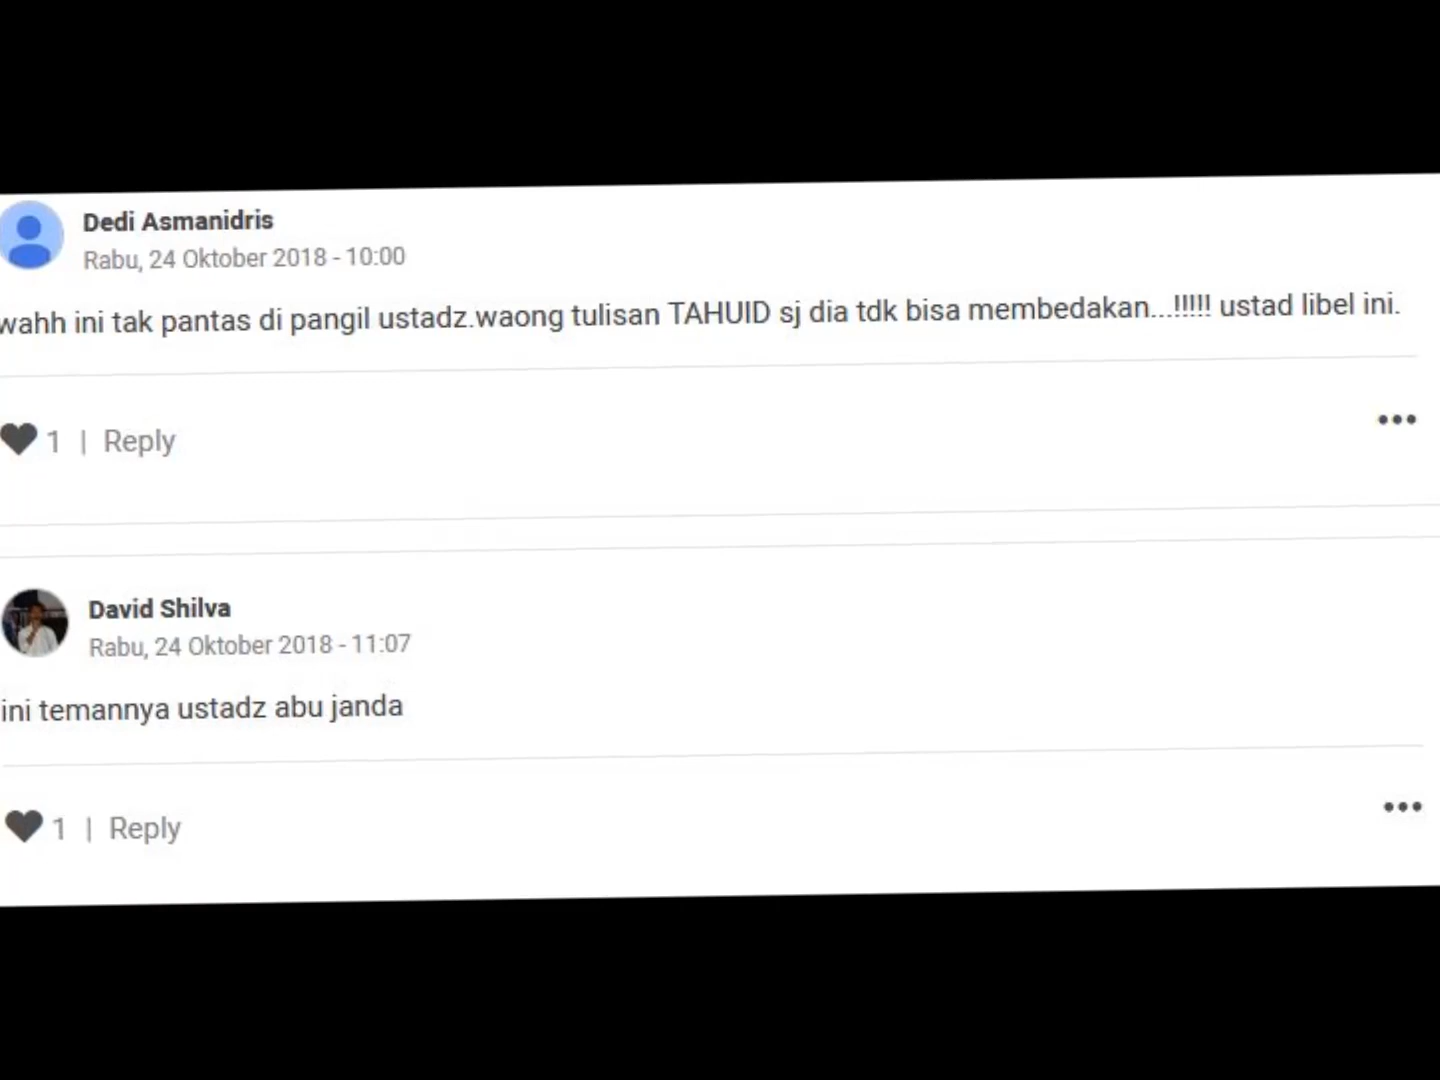 Dedi Asmanidris
Rabu, 24 Oktober 2018 - 10:00
wahh ini tak pantas di pangil ustadz.waong tulisan TAHUID sj dia tdk bisa membedakan...!!!!! ustad libel ini.
1 | Reply
David Shilva
Rabu, 24 Oktober 2018 - 11:07
ini temannya ustadz abu janda
1 | Reply